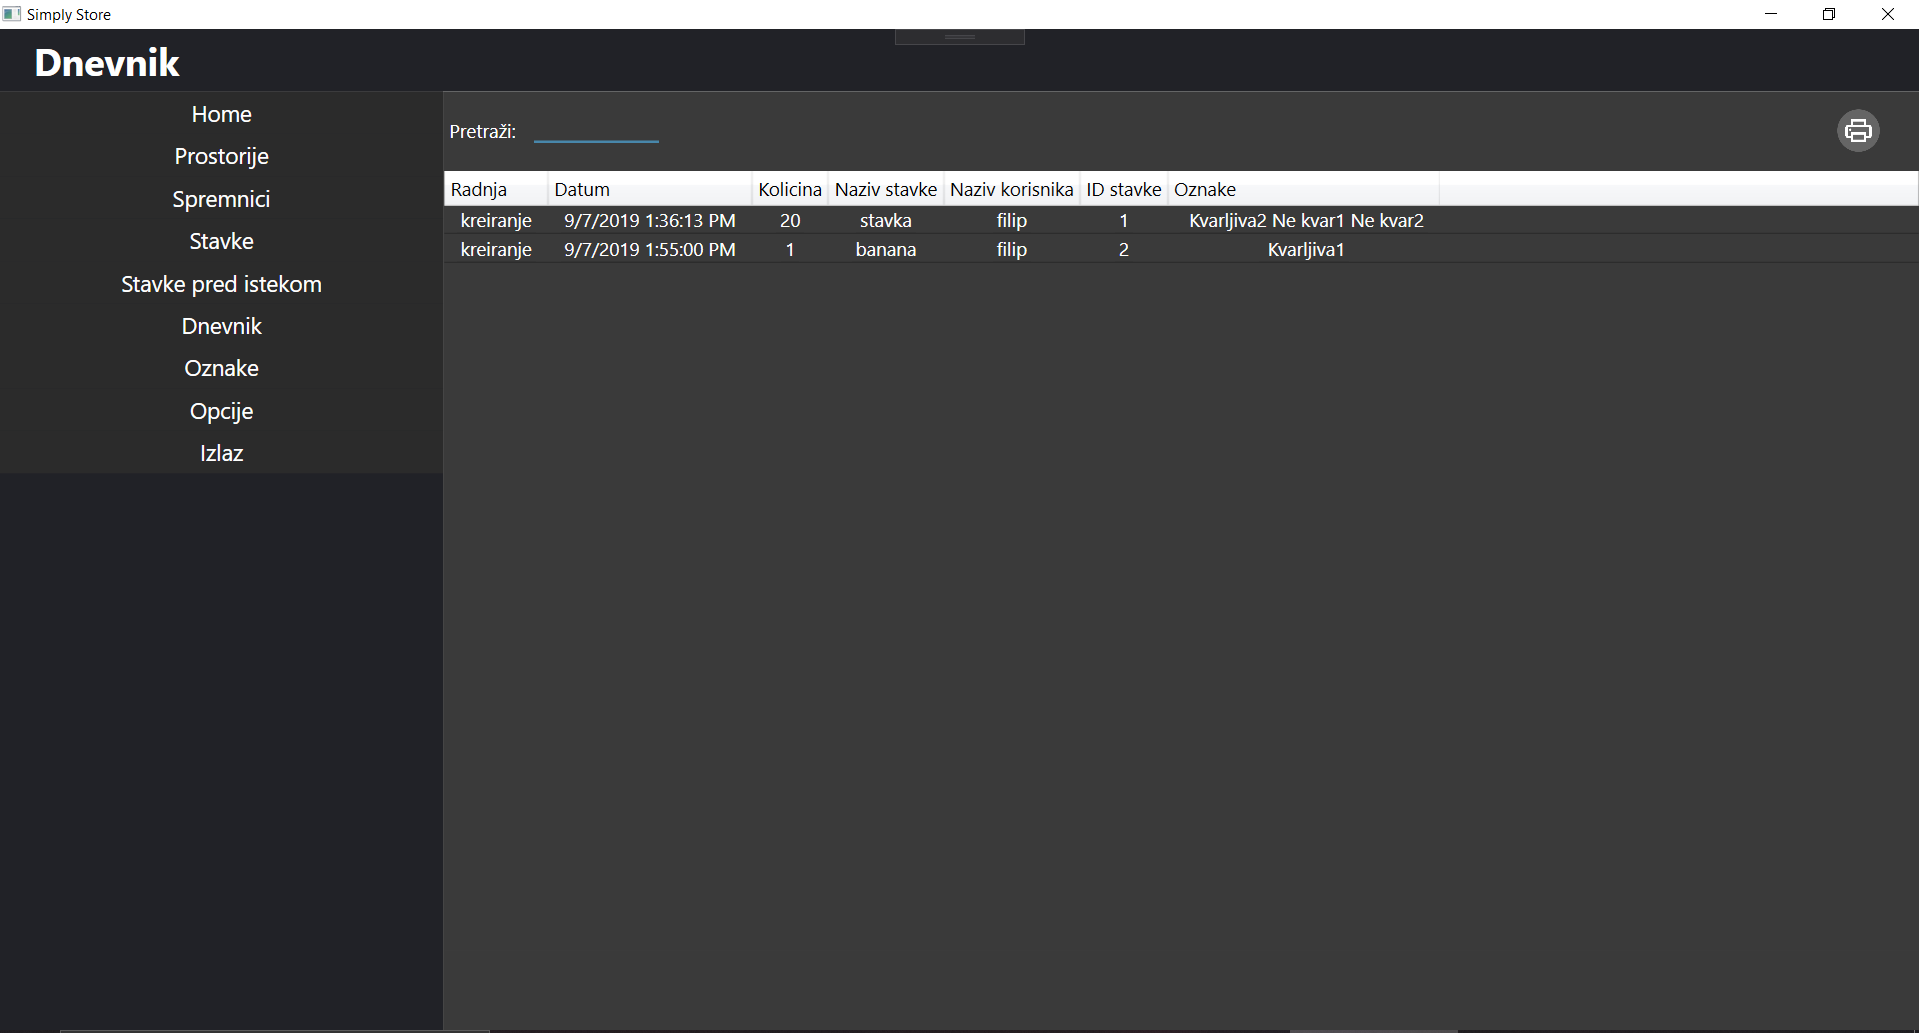 Simply Store
Dnevnik
Home
Prostorije
Spremnici
Stavke
Stavke pred istekom
Dnevnik
Oznake
Opcije
Izlaz
Pretraži:
Radnja Datum Kolicina Naziv stavke Naziv korisnika ID stavke Oznake
kreiranje 9/7/2019 1:36:13 PM 20 stavka filip 1 Kvarljiva2 Ne kvar1 Ne kvar2
kreiranje 9/7/2019 1:55:00 PM 1 banana filip 2 Kvarljiva1